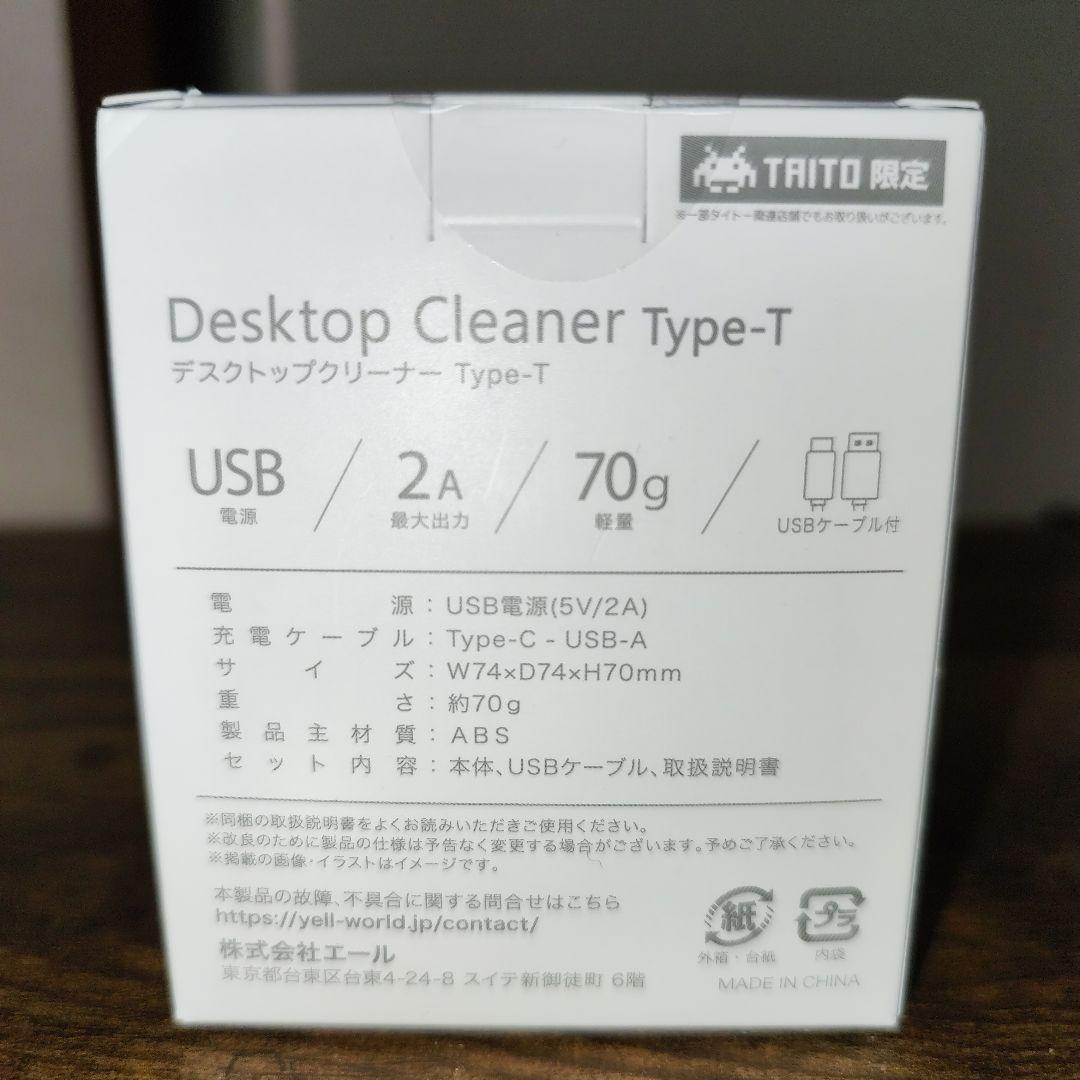 TAITO 限定
※一部タイトー関連店舗でもお取り扱いがございます。
Desktop Cleaner Type-T
デスクトップクリーナー Type-T
USB 2A 70g
電源 最大出力 軽量 USBケーブル付
電源：USB電源(5V/2A)
充電ケーブル：Type-C - USB-A
サイズ：W74×D74×H70mm
重さ：約70g
製品主材質：ABS
セット内容：本体、USBケーブル、取扱説明書
※同梱の取扱説明書をよくお読みいただきご使用ください。
※改良のために製品の仕様は予告なく変更する場合がございます。予めご了承ください。
※掲載の画像・イラストはイメージです。
本製品の故障、不具合に関する問合せはこちら
https://yell-world.jp/contact/
株式会社エール
東京都台東区台東4-24-8 スイテ新御徒町 6階
紙 プラ
外箱・台紙 内袋
MADE IN CHINA